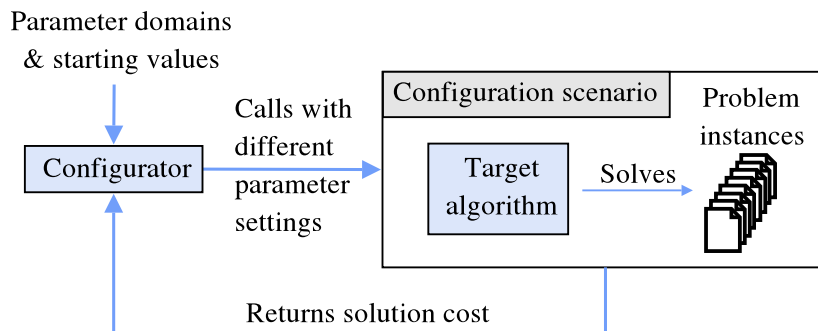 Parameter domains
& starting values
Configurator
Calls with
different
parameter
settings
Configuration scenario
Target
algorithm
Solves
Problem
instances
Returns solution cost